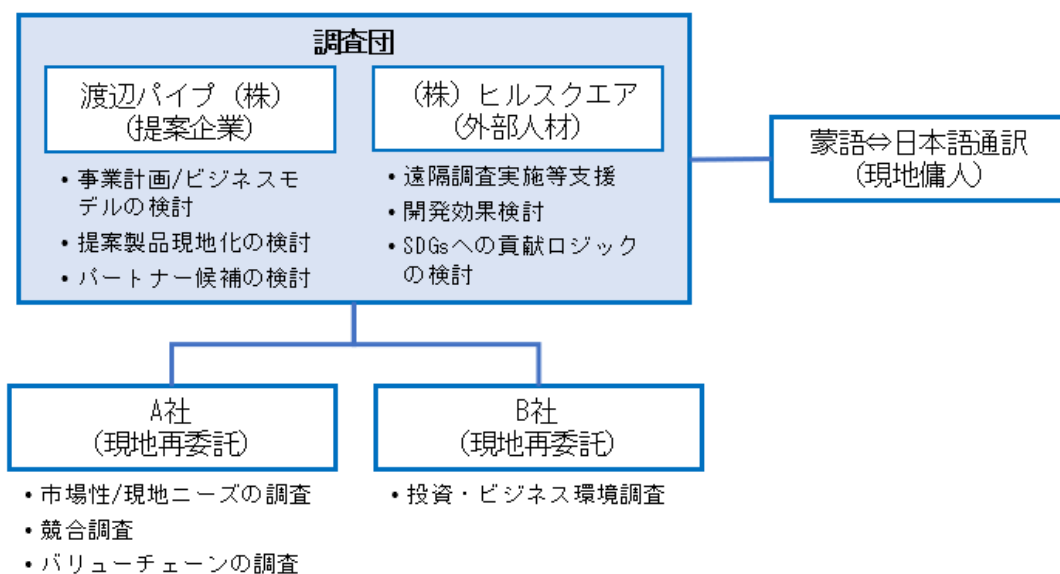 調査団
渡辺パイプ（株）
(提案企業)
・事業計画/ビジネスモ
デルの検討
・提案製品現地化の検討
・パートナー候補の検討
（株）ヒルスクエア
(外部人材)
・遠隔調査実施等支援
・開発効果検討
・SDGsへの貢献ロジック
の検討
蒙語⇔日本語通訳
(現地傭人)
A社
(現地再委託)
・市場性/現地ニーズの調査
・競合調査
・バリューチェーンの調査
B社
(現地再委託)
・投資・ビジネス環境調査